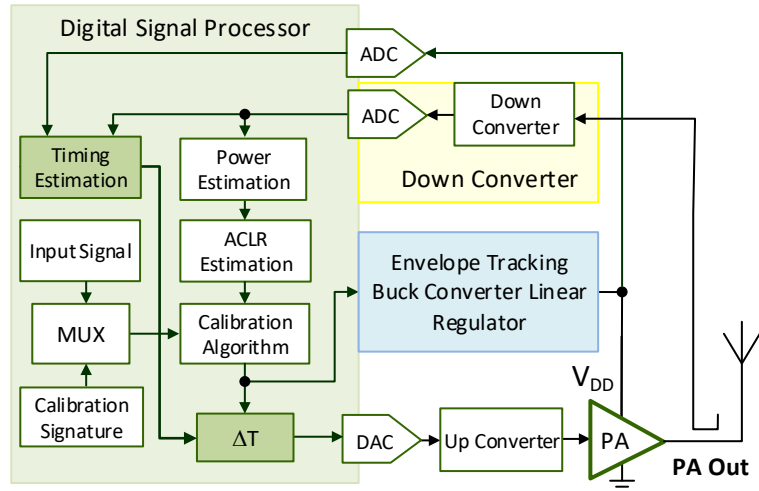 Digital Signal Processor
ADC
ADC
Down
Converter
Down Converter
Timing
Estimation
Power
Estimation
Input Signal
ACLR
Estimation
Envelope Tracking
Buck Converter Linear
Regulator
MUX
Calibration
Algorithm
Calibration
Signature
ΔT
DAC
Up Converter
VDD
PA
PA Out